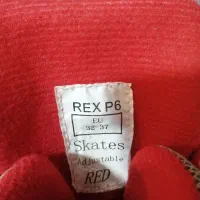 REX P6
EU
32-37
Skates
Adjustable
RED